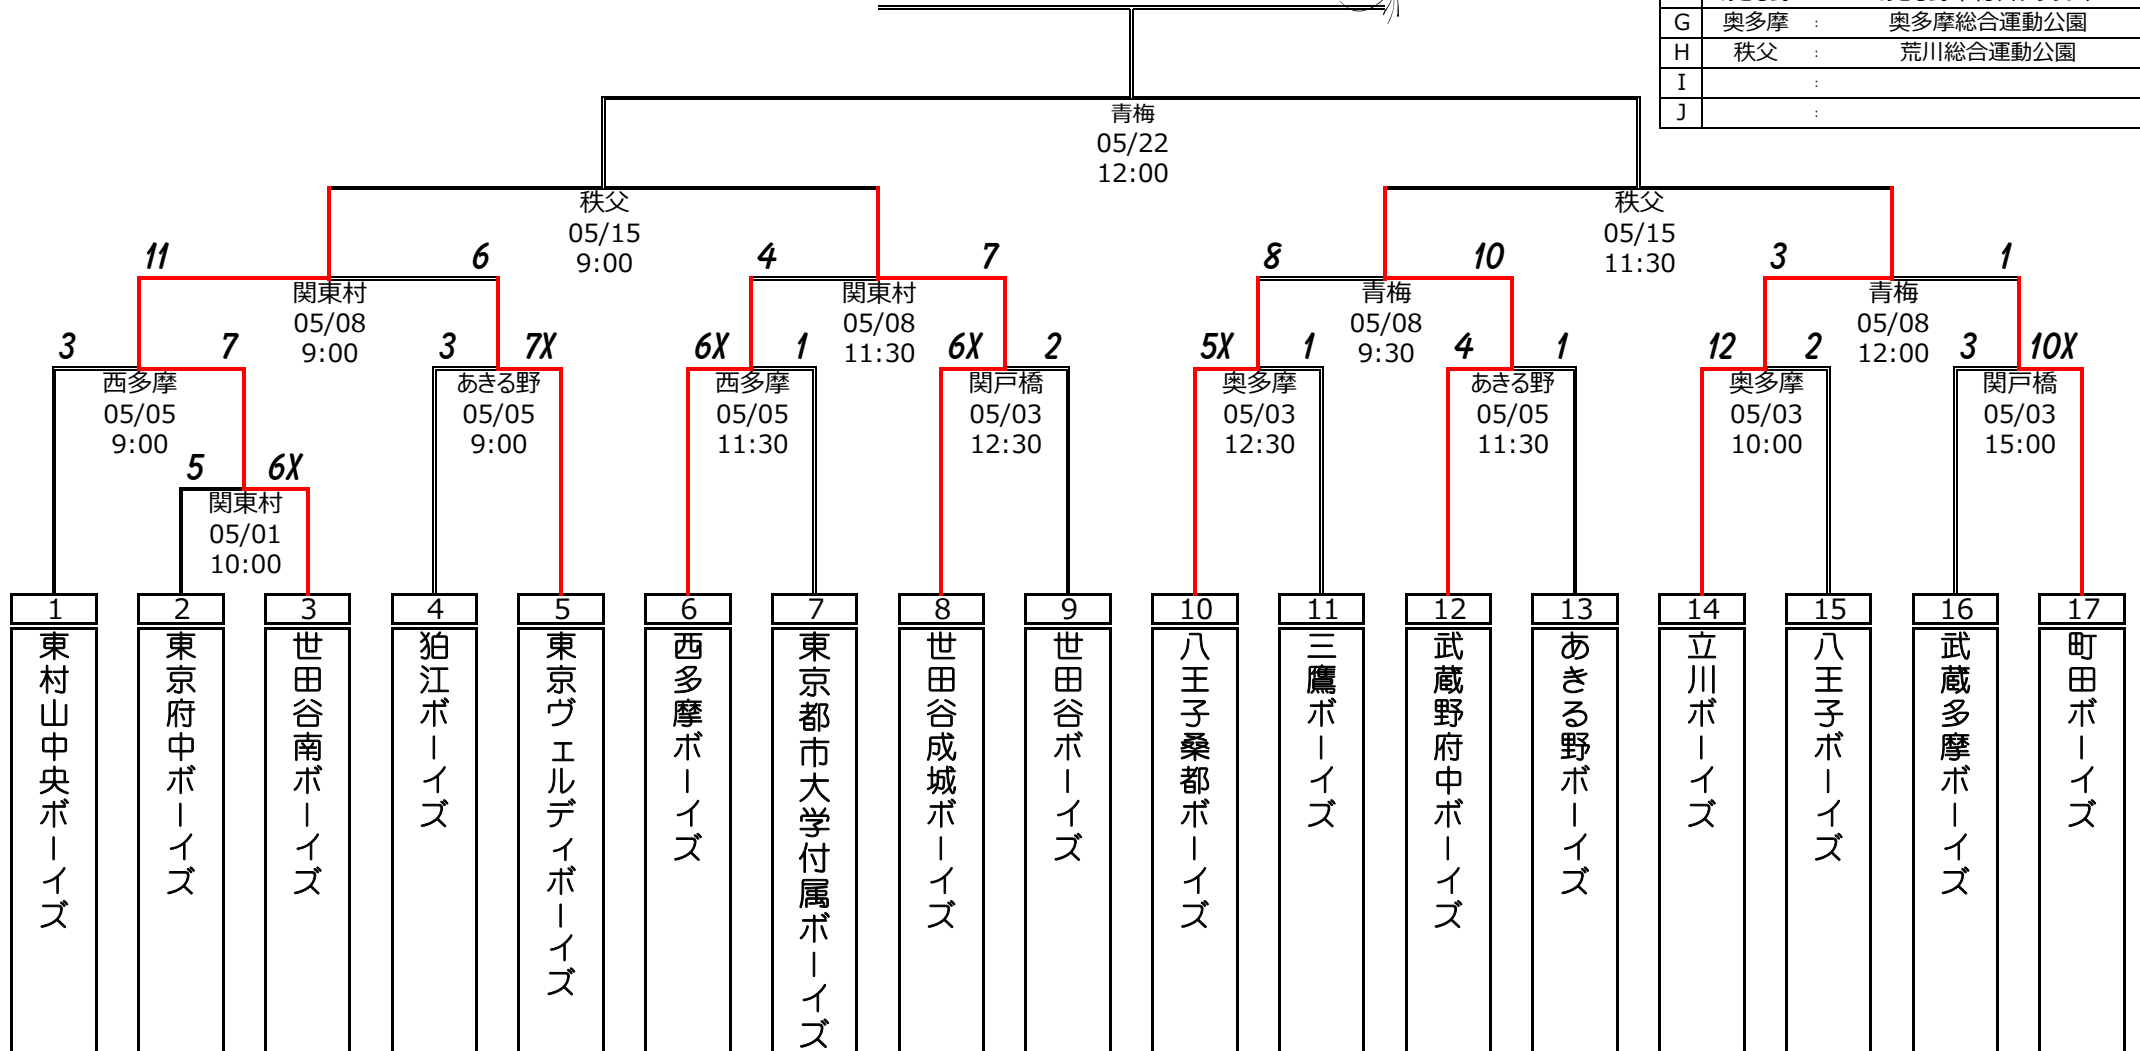 G 奥多摩 : 奥多摩総合運動公園
H 秩父 : 荒川総合運動公園
I :
J :
青梅
05/22
12:00
秩父
05/15
9:00
秩父
05/15
11:30
11 6 4 7 8 10 3 1
関東村
05/08
9:00
関東村
05/08
11:30
青梅
05/08
9:30
青梅
05/08
12:00
3 7 3 7X 6X 1 6X 2 5X 1 4 1 12 2 3 10X
西多摩
05/05
9:00
あきる野
05/05
9:00
西多摩
05/05
11:30
関戸橋
05/03
12:30
奥多摩
05/03
12:30
あきる野
05/05
11:30
奥多摩
05/03
10:00
関戸橋
05/03
15:00
5 6X
関東村
05/01
10:00
1 2 3 4 5 6 7 8 9 10 11 12 13 14 15 16 17
東村山中央ボーイズ
東京府中ボーイズ
世田谷南ボーイズ
狛江ボーイズ
東京ヴェルディボーイズ
西多摩ボーイズ
東京都市大学付属ボーイズ
世田谷成城ボーイズ
世田谷ボーイズ
八王子桑都ボーイズ
三鷹ボーイズ
武蔵野府中ボーイズ
あきる野ボーイズ
立川ボーイズ
八王子ボーイズ
武蔵多摩ボーイズ
町田ボーイズ